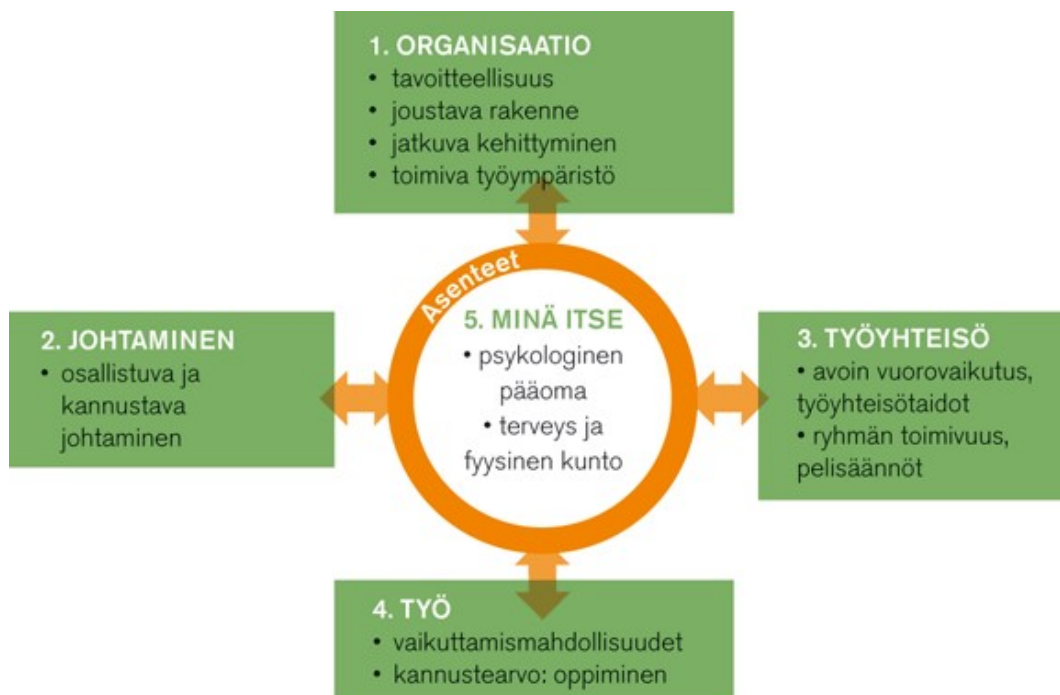 1. ORGANISAATIO
• tavoitteellisuus
• joustava rakenne
• jatkuva kehittyminen
• toimiva työympäristö
Asenteet
2. JOHTAMINEN
• osallistuva ja
kannustava
johtaminen
5. MINÄ ITSE
• psykologinen
pääoma
• terveys ja
fyysinen kunto
3. TYÖYHTEISÖ
• avoin vuorovaikutus,
työyhteisötaidot
• ryhmän toimivuus,
pelisäännöt
4. TYÖ
• vaikuttamismahdollisuudet
• kannustearvo: oppiminen